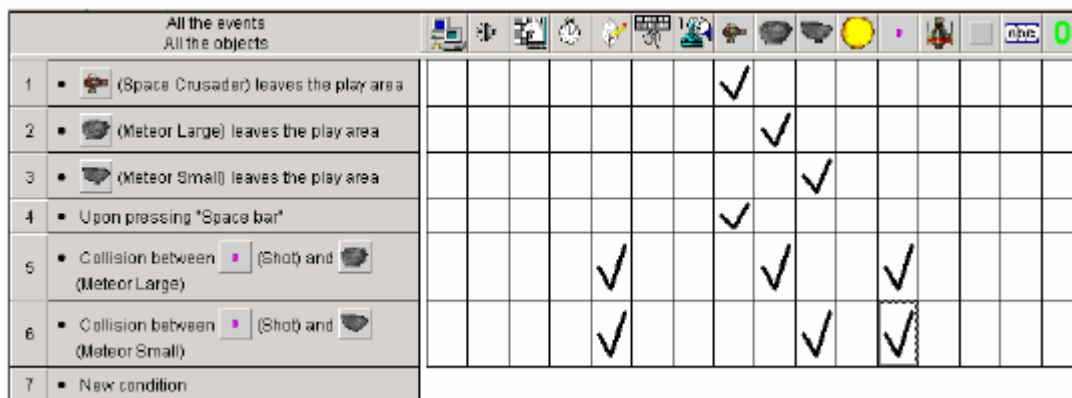 All the events
All the objects
abc 0
1 • (Space Crusader) leaves the play area
2 • (Meteor Large) leaves the play area
3 • (Meteor Small) leaves the play area
4 • Upon pressing "Space bar"
5 • Collision between (Shot) and
(Meteor Large)
6 • Collision between (Shot) and
(Meteor Small)
7 • New condition